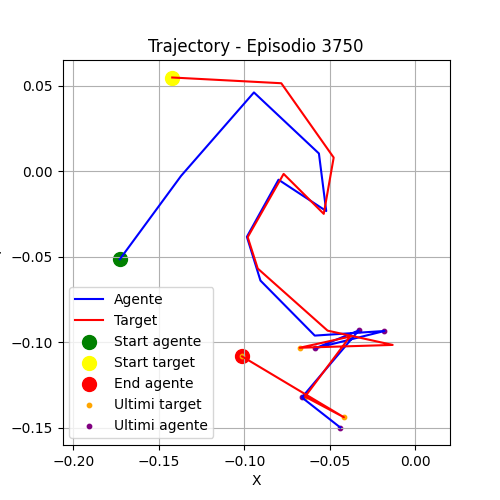 Trajectory - Episodio 3750
0.05
0.00
−0.05
−0.10
−0.15
Agente
Target
Start agente
Start target
End agente
Ultimi target
Ultimi agente
−0.20
−0.15
−0.10
−0.05
0.00
X